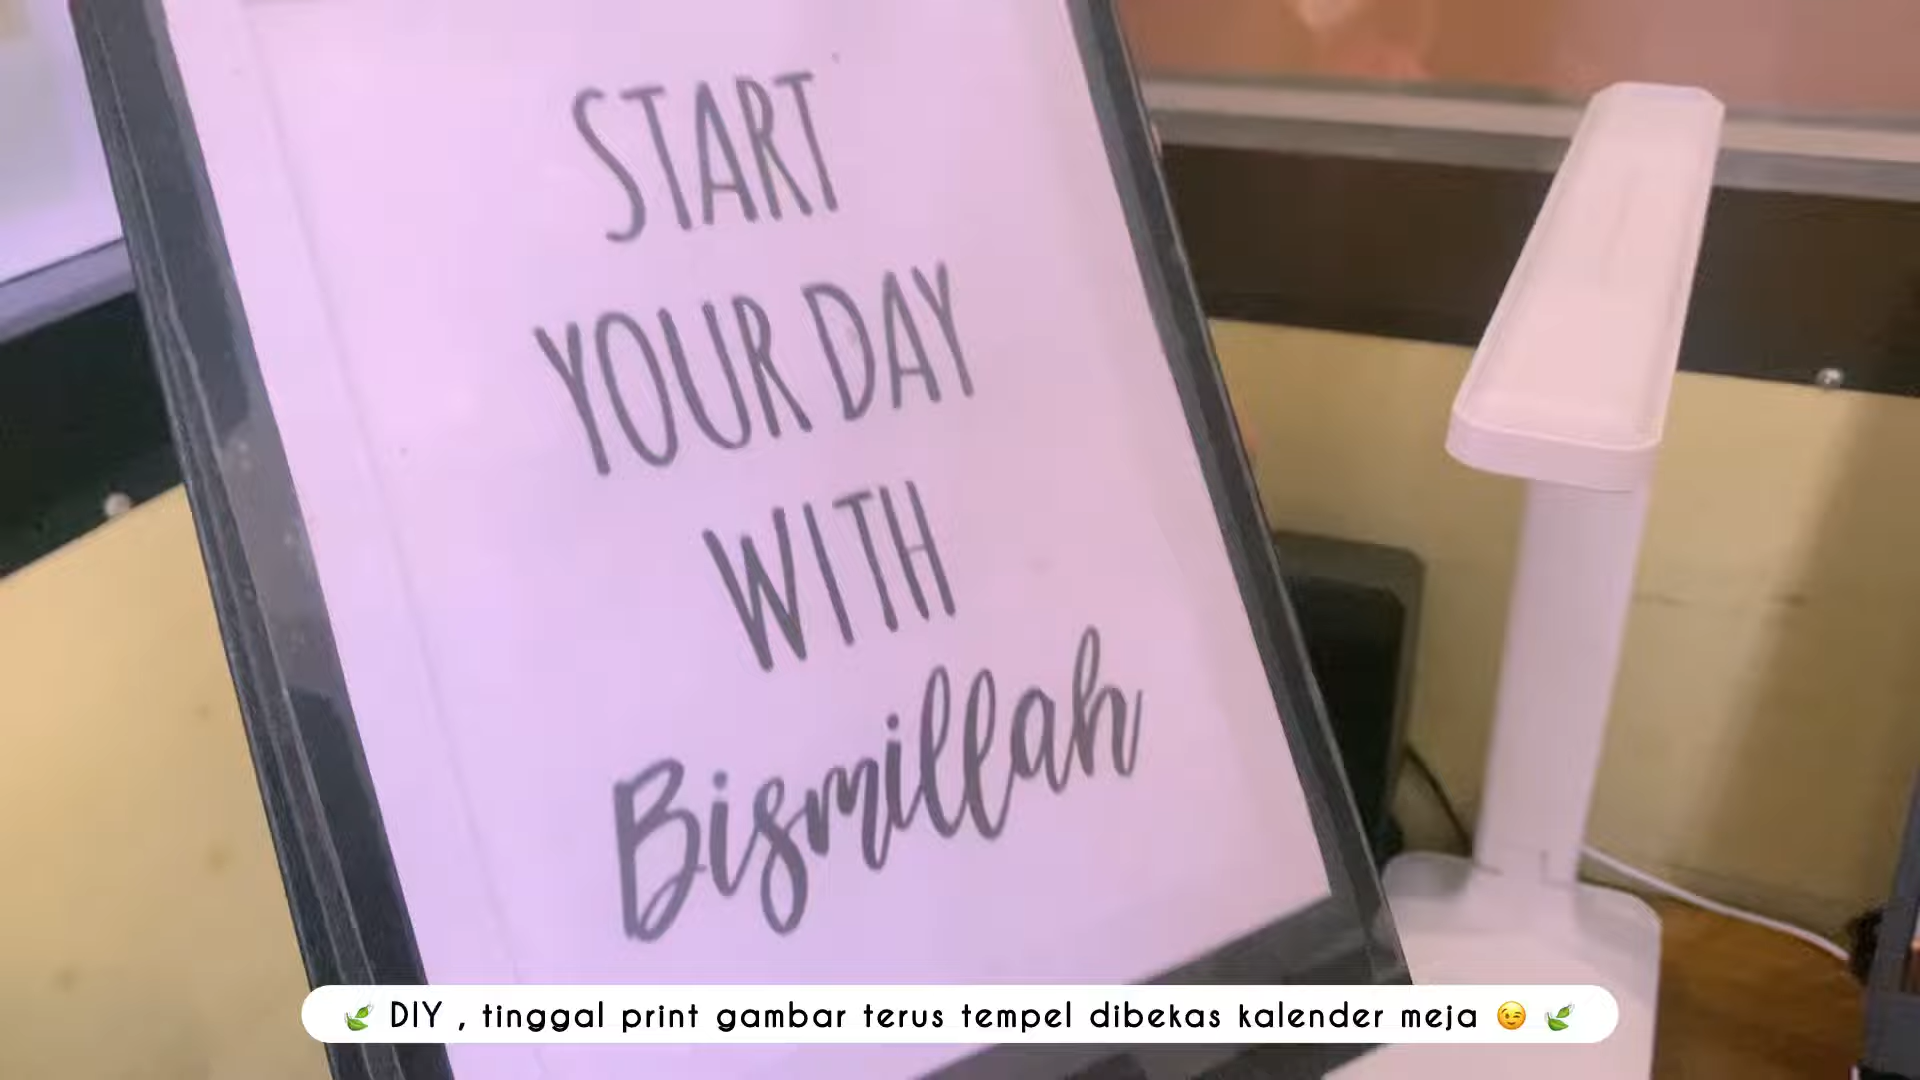 START
YOUR DAY
WITH
Bismillah
🍃 DIY , tinggal print gambar terus tempel dibekas kalender meja 😉 🍃